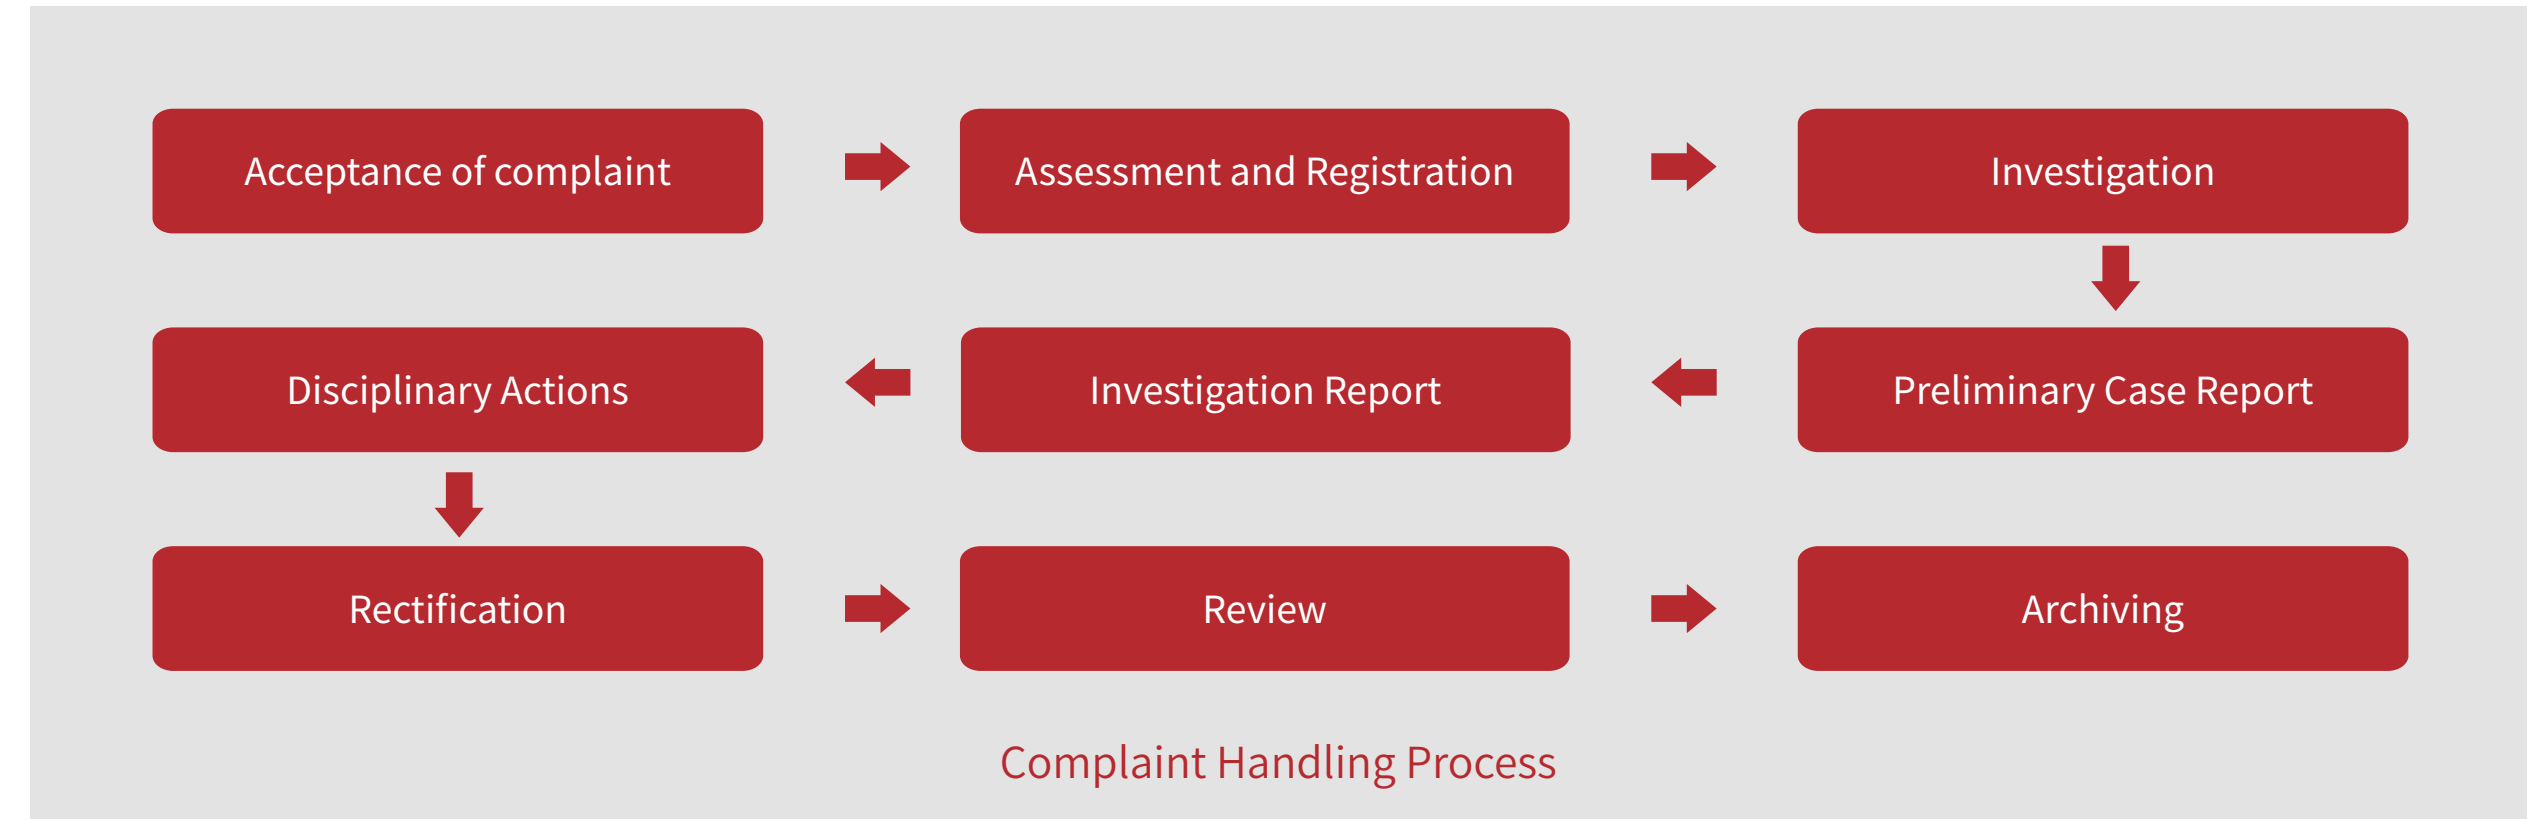 Acceptance of complaint
Assessment and Registration
Investigation
Disciplinary Actions
Investigation Report
Preliminary Case Report
Rectification
Review
Archiving
Complaint Handling Process